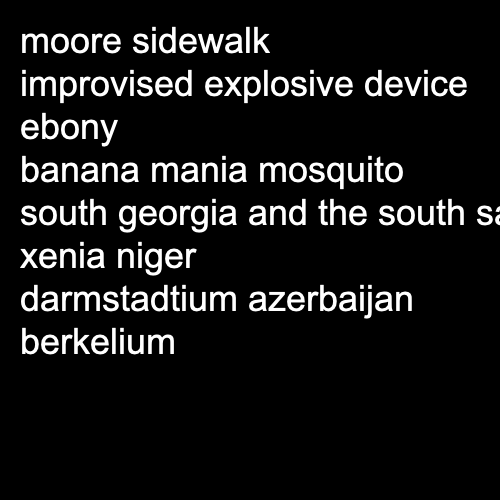 moore sidewalk
improvised explosive device
ebony
banana mania mosquito
south georgia and the south
xenia niger
darmstadtium azerbaijan
berkelium